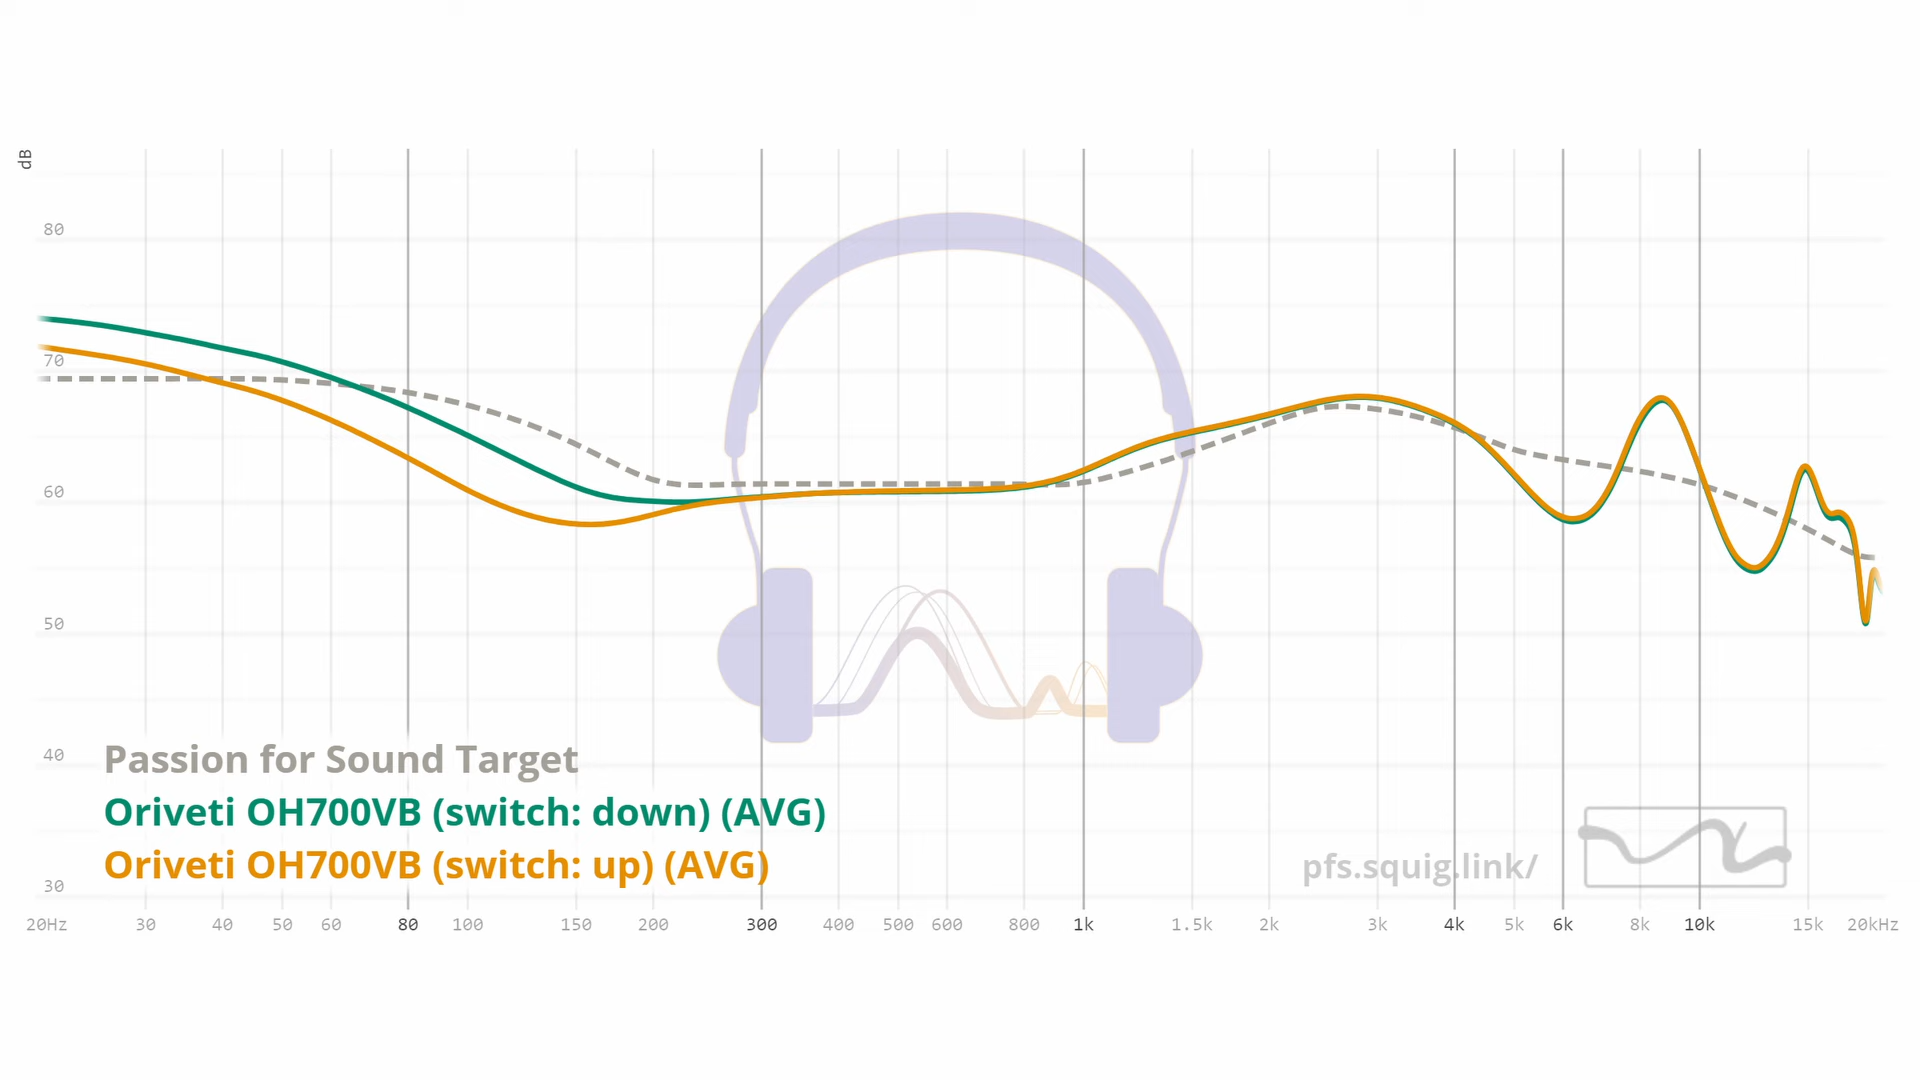 dB
80
70
60
50
40
30
Passion for Sound Target
Oriveti OH700VB (switch: down) (AVG)
Oriveti OH700VB (switch: up) (AVG)
pfs.squig.link/
20Hz 30 40 50 60 80 100 150 200 300 400 500 600 800 1k 1.5k 2k 3k 4k 5k 6k 8k 10k 15k 20kHz